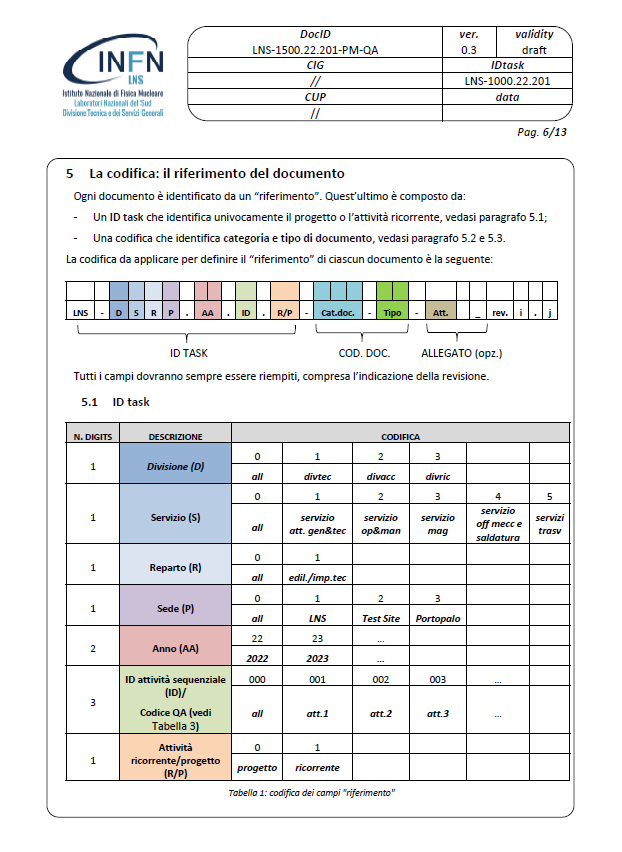 INFN
LNS
Istituto Nazionale di Fisica Nucleare
Laboratori Nazionali del Sud
Divisione Tecnica e dei Servizi Generali
DocID ver. validity
LNS-1500.22.201-PM-QA 0.3 draft
CIG IDtask
// LNS-1000.22.201
CUP data
//
Pag. 6/13
5 La codifica: il riferimento del documento
Ogni documento è identificato da un “riferimento”. Quest’ultimo è composto da:
- Un ID task che identifica univocamente il progetto o l’attività ricorrente, vedasi paragrafo 5.1;
- Una codifica che identifica categoria e tipo di documento, vedasi paragrafo 5.2 e 5.3.
La codifica da applicare per definire il “riferimento” di ciascun documento è la seguente:
LNS - D S R P . AA . ID . R/P - Cat.doc. - Tipo - Att. _ rev. i . j
ID TASK COD. DOC. ALLEGATO (opz.)
Tutti i campi dovranno sempre essere riempiti, compresa l’indicazione della revisione.
5.1 ID task
N. DIGITS DESCRIZIONE CODIFICA
1 Divisione (D) 0 1 2 3
all divtec divacc divric
1 Servizio (S) 0 1 2 3 4 5
all servizio att. gen&tec servizio op&man servizio mag servizio off mecc e saldatura servizi trasv
1 Reparto (R) 0 1
all edil./imp.tec
1 Sede (P) 0 1 2 3
all LNS Test Site Portopalo
2 Anno (AA) 22 23 ...
2022 2023 ...
3 ID attività sequenziale (ID)/ Codice QA (vedi Tabella 3) 000 001 002 003 ...
all att.1 att.2 att.3 ...
1 Attività ricorrente/progetto (R/P) 0 1
progetto ricorrente
Tabella 1: codifica dei campi "riferimento"